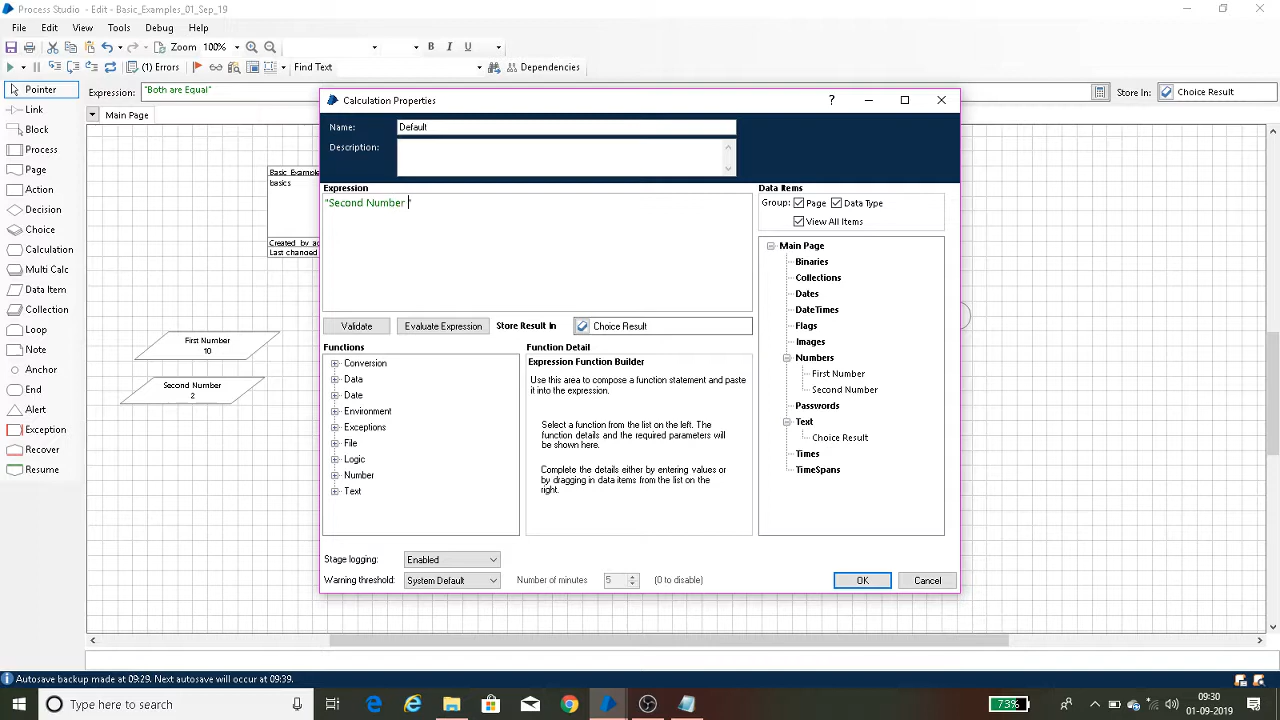 Process Studio - Edit - Basic_Examples_01_Sep_19
File Edit View Tools Debug Help
Zoom 100% B I U
(1) Errors Find Text Dependencies
Pointer Expression: "Both are Equal" Store In: Choice Result
Main Page
Link
Block
Process
Page
Action
Decision
Choice
Calculation
Multi Calc
Data Item
Collection
Loop
Note
Anchor
End
Alert
Exception
Recover
Resume
basics
First Number
10
Second Number
2
Calculation Properties ?
Name: Default
Description:
Expression
"Second Number "
Validate Evaluate Expression Store Result In Choice Result
Functions
Conversion
Data
Date
Environment
Exceptions
File
Logic
Number
Text
Function Detail
Expression Function Builder
Use this area to compose a function statement and paste
it into the expression.
Select a function from the list on the left. The
function details and the required parameters will
be shown here.
Complete the details either by entering values or
by dragging in data items from the list on the
right.
Data Items
Group: Page Data Type
View All Items
Main Page
Binaries
Collections
Dates
DateTimes
Flags
Images
Numbers
First Number
Second Number
Passwords
Text
Choice Result
Times
TimeSpans
Stage logging: Enabled
Warning threshold: System Default Number of minutes 5 (0 to disable)
OK Cancel
Autosave backup made at 09:29. Next autosave will occur at 09:39.
Type here to search
73%
09:30
01-09-2019